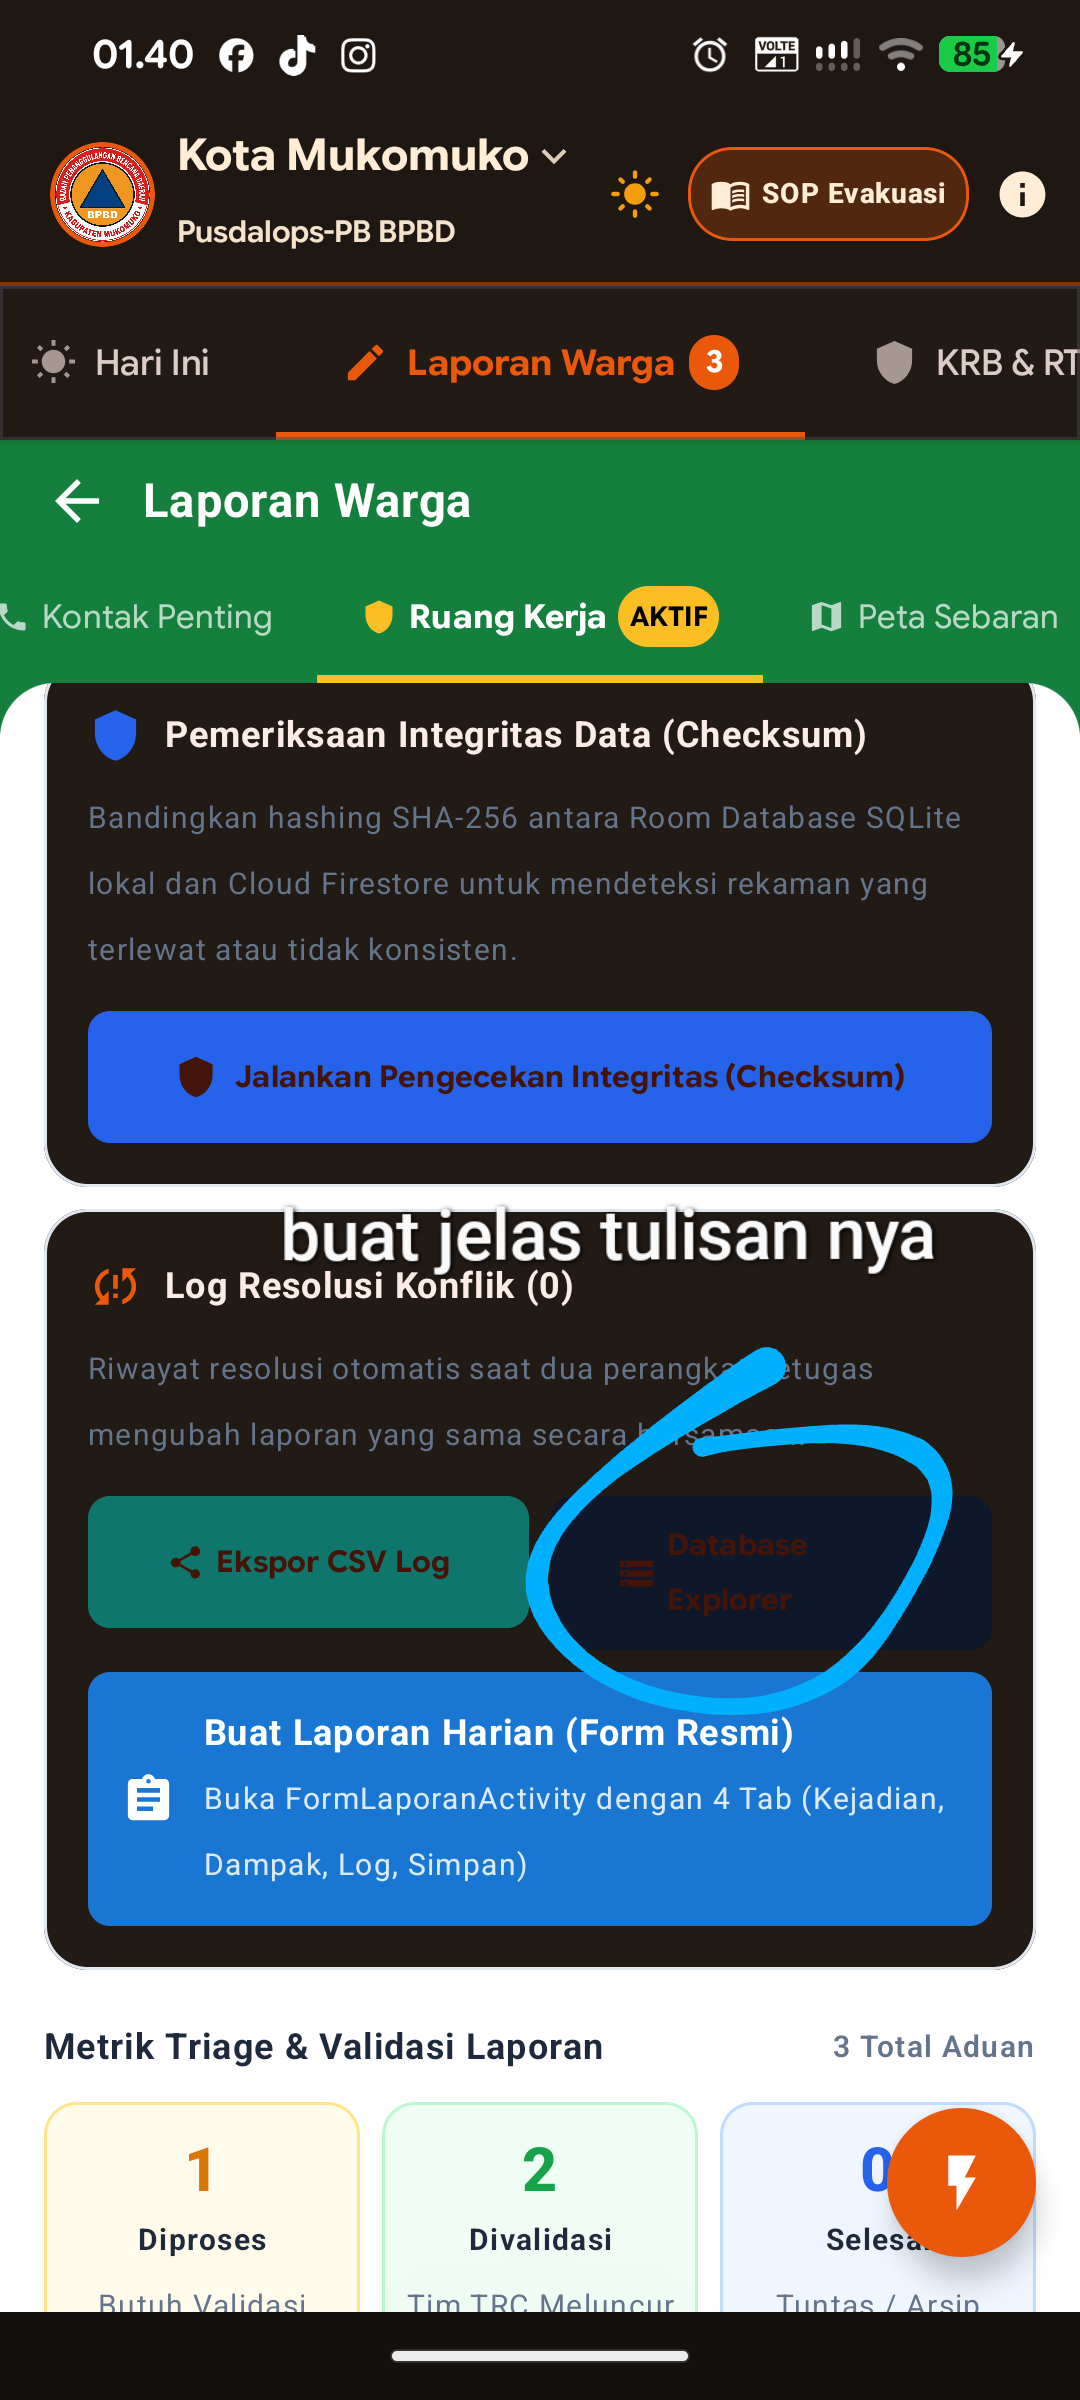 01.40
VOLTE
1
85
Kota Mukomuko
Pusdalops-PB BPBD
BPBD
SOP Evakuasi
Hari Ini
Laporan Warga 3
KRB & RT
Laporan Warga
Kontak Penting
Ruang Kerja AKTIF
Peta Sebaran
Pemeriksaan Integritas Data (Checksum)
Bandingkan hashing SHA-256 antara Room Database SQLite
lokal dan Cloud Firestore untuk mendeteksi rekaman yang
terlewat atau tidak konsisten.
Jalankan Pengecekan Integritas (Checksum)
buat jelas tulisan nya
Log Resolusi Konflik (0)
Riwayat resolusi otomatis saat dua perangkat petugas
mengubah laporan yang sama secara bersamaan.
Ekspor CSV Log
Database
Explorer
Buat Laporan Harian (Form Resmi)
Buka FormLaporanActivity dengan 4 Tab (Kejadian,
Dampak, Log, Simpan)
Metrik Triage & Validasi Laporan
3 Total Aduan
1
Diproses
Butuh Validasi
2
Divalidasi
Tim TRC Meluncur
0
Selesai
Tuntas / Arsip